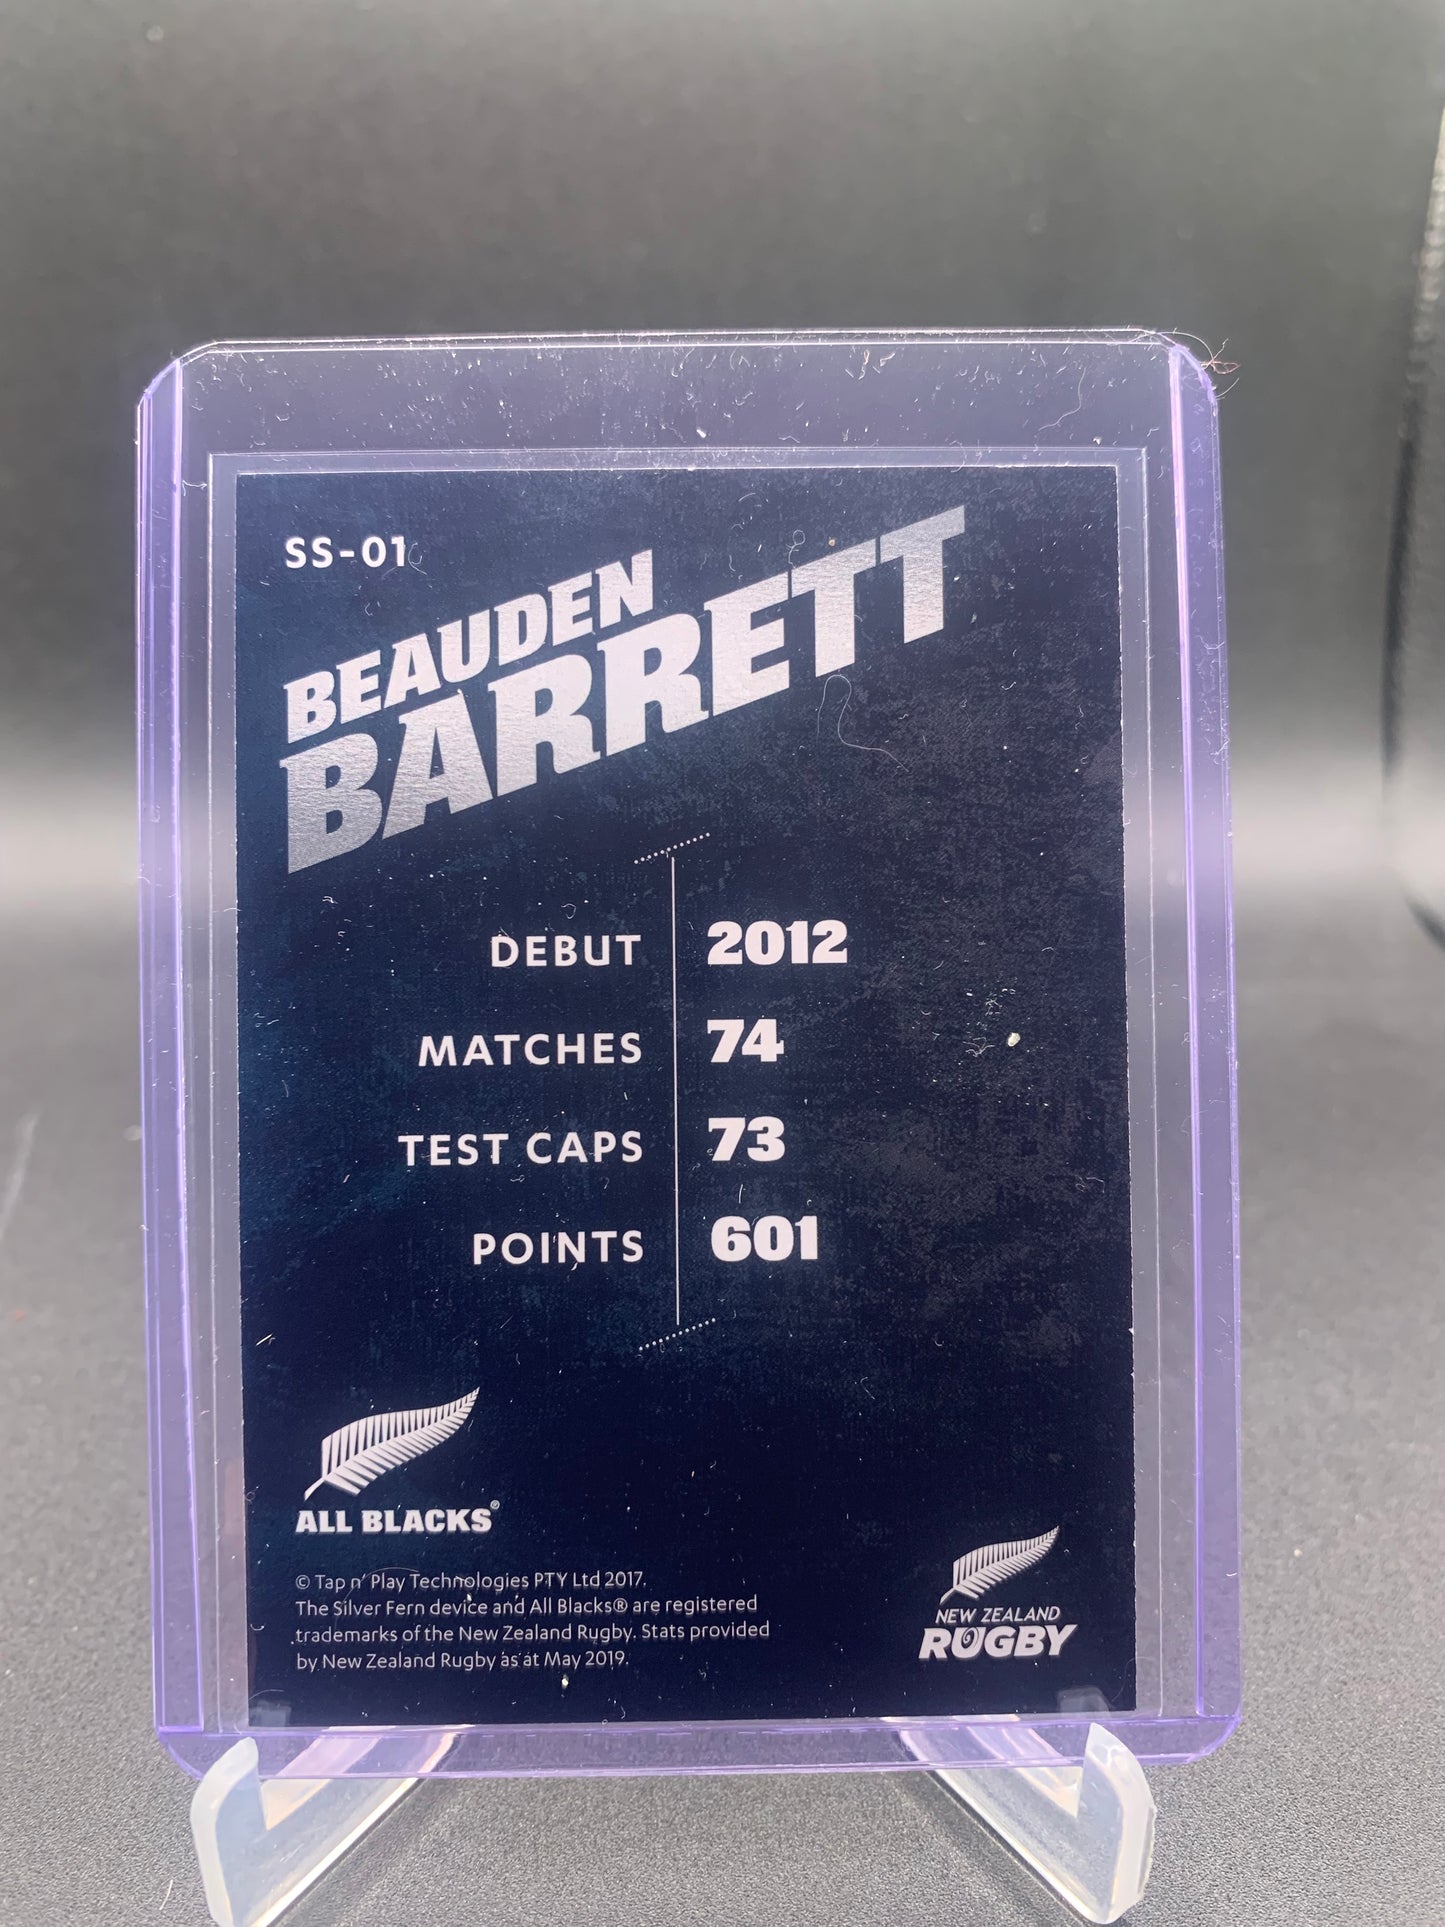 SS-01
BEAUDEN
BARRETT
DEBUT 2012
MATCHES 74
TEST CAPS 73
POINTS 601
ALL BLACKS®
© Tap n' Play Technologies PTY Ltd 2017.
The Silver Fern device and All Blacks® are registered
trademarks of the New Zealand Rugby. Stats provided
by New Zealand Rugby as at May 2019.
NEW ZEALAND
RUGBY